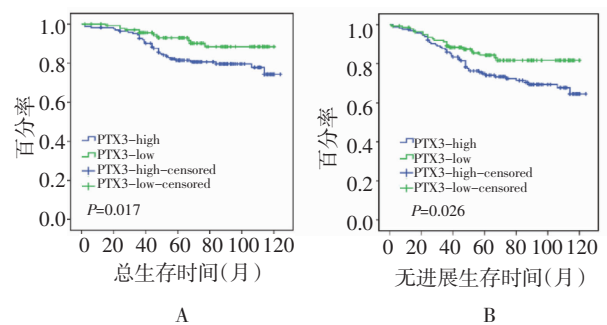 1.0
0.8
0.6
0.4
0.2
0.0
百分率
PTX3-high
PTX3-low
PTX3-high-censored
PTX3-low-censored
P=0.017
0 20 40 60 80 100 120
总生存时间(月)
A
1.0
0.8
0.6
0.4
0.2
0.0
百分率
PTX3-high
PTX3-low
PTX3-high-censored
PTX3-low-censored
P=0.026
0 20 40 60 80 100 120
无进展生存时间(月)
B